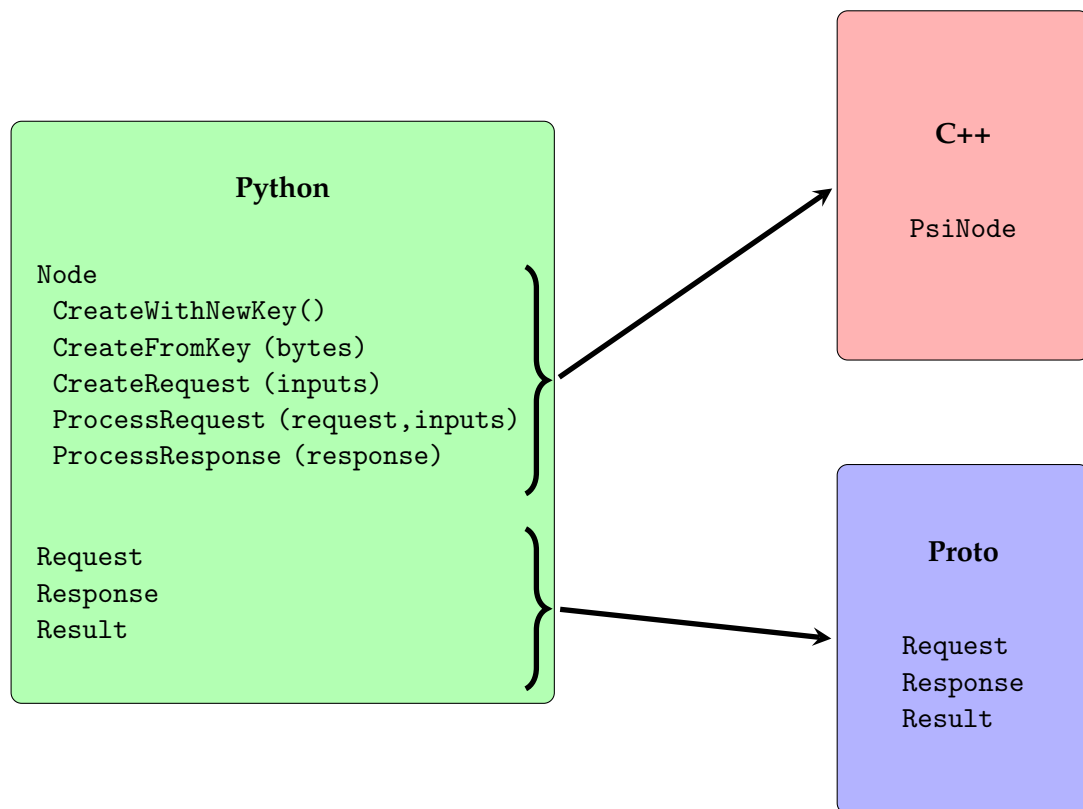 Python
Node
CreateWithNewKey()
CreateFromKey (bytes)
CreateRequest (inputs)
ProcessRequest (request,inputs)
ProcessResponse (response)
Request
Response
Result
C++
PsiNode
Proto
Request
Response
Result